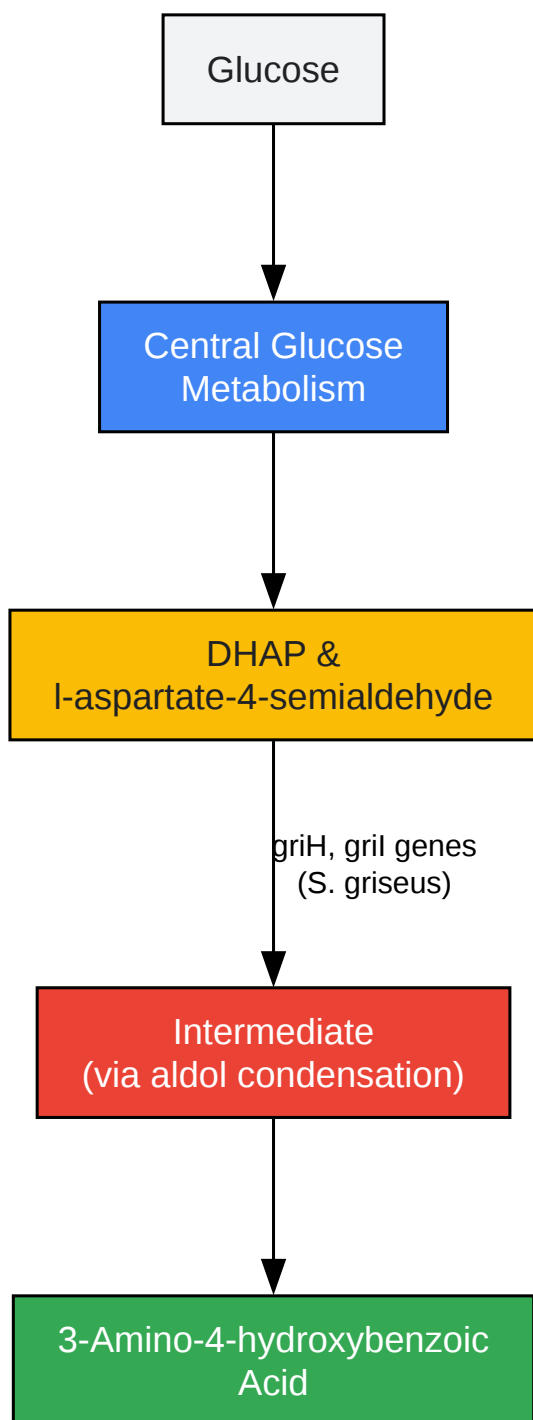 Glucose
Central Glucose
Metabolism
DHAP &
l-aspartate-4-semialdehyde
griH, griI genes
(S. griseus)
Intermediate
(via aldol condensation)
3-Amino-4-hydroxybenzoic
Acid